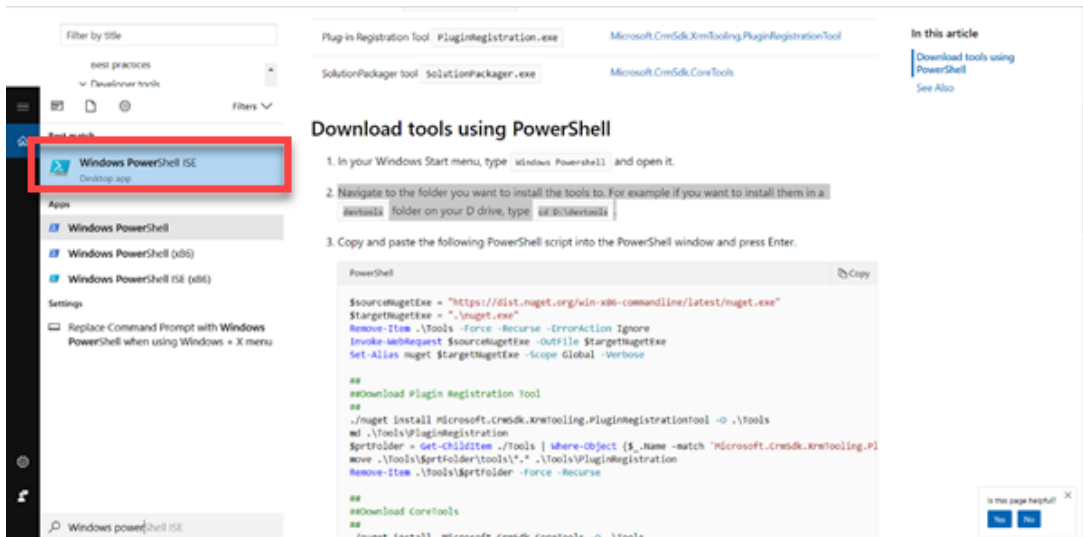 Filter by title
best practices
Developer tools
Filters
Best match
Windows PowerShell ISE
Desktop app
Apps
Windows PowerShell
Windows PowerShell (x86)
Windows PowerShell ISE (x86)
Settings
Replace Command Prompt with Windows
PowerShell when using Windows + X menu
Windows powerShell ISE
Plug-in Registration Tool PluginRegistration.exe Microsoft.CrmSdk.XrmTooling.PluginRegistrationTool
SolutionPackager tool SolutionPackager.exe Microsoft.CrmSdk.CoreTools
Download tools using PowerShell
1. In your Windows Start menu, type Windows Powershell and open it.
2. Navigate to the folder you want to install the tools to. For example if you want to install them in a
devtools folder on your D drive, type cd D:\devtools .
3. Copy and paste the following PowerShell script into the PowerShell window and press Enter.
PowerShell Copy
$sourceNugetExe = "https://dist.nuget.org/win-x86-commandline/latest/nuget.exe"
$targetNugetExe = ".\nuget.exe"
Remove-Item .\Tools -Force -Recurse -ErrorAction Ignore
Invoke-WebRequest $sourceNugetExe -OutFile $targetNugetExe
Set-Alias nuget $targetNugetExe -Scope Global -Verbose
##
##Download Plugin Registration Tool
##
./nuget install Microsoft.CrmSdk.XrmTooling.PluginRegistrationTool -O .\Tools
md .\Tools\PluginRegistration
$prtFolder = Get-ChildItem ./Tools | Where-Object {$_.Name -match 'Microsoft.CrmSdk.XrmTooling.Pl
move .\Tools\$prtFolder\tools\*.* .\Tools\PluginRegistration
Remove-Item .\Tools\$prtFolder -Force -Recurse
##
##Download CoreTools
##
./nuget install Microsoft.CrmSdk.CoreTools -O .\Tools
In this article
Download tools using
PowerShell
See Also
Is this page helpful?
Yes No